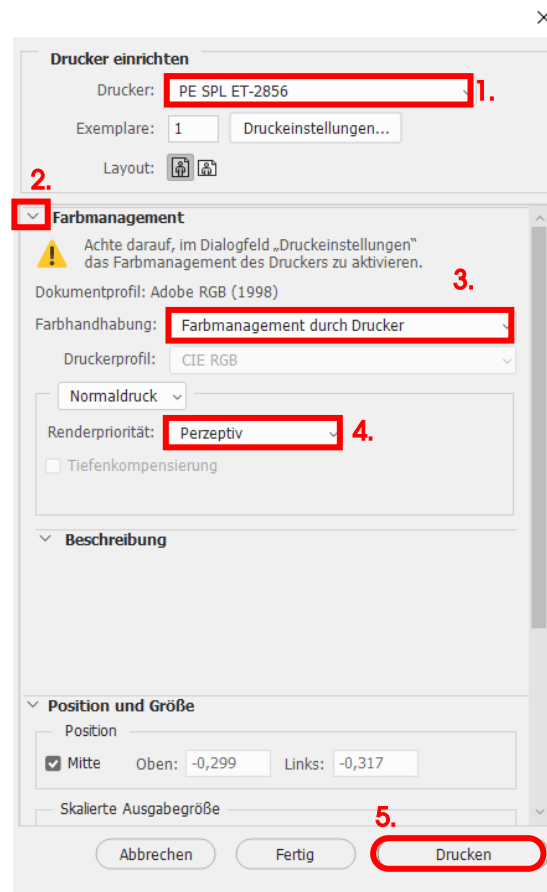 Drucker einrichten
Drucker: PE SPL ET-2856 1.
Exemplare: 1 Druckeinstellungen...
Layout:
2.
Farbmanagement
Achte darauf, im Dialogfeld „Druckeinstellungen“
das Farbmanagement des Druckers zu aktivieren.
3.
Dokumentprofil: Adobe RGB (1998)
Farbhandhabung: Farbmanagement durch Drucker
Druckerprofil: CIE RGB
Normaldruck
Renderpriorität: Perzeptiv 4.
Tiefenkompensierung
Beschreibung
Position und Größe
Position
Mitte Oben: -0,299 Links: -0,317
Skalierte Ausgabegröße
5.
Abbrechen Fertig Drucken